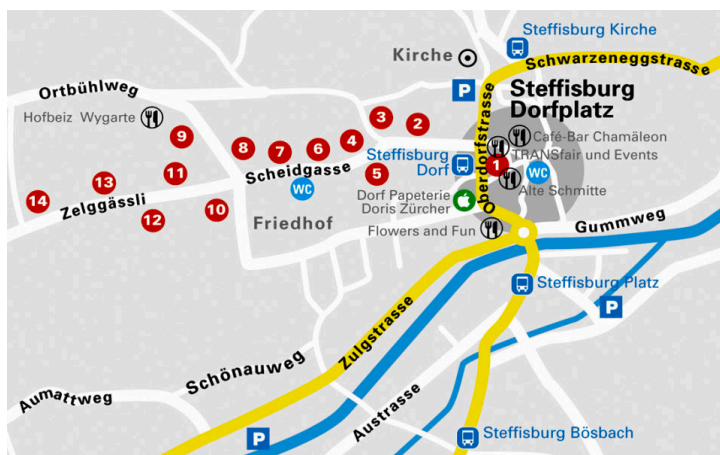 Steffisburg Kirche
Kirche
Schwarzeneggstrasse
P
Ortbühlweg
Steffisburg
Dorfplatz
Hofbeiz Wygarte
Oberdorfstrasse
3
2
9
Café-Bar Chamäleon
4
8
7
6
TRANSfair und Events
Steffisburg
Dorf
1
Scheidgasse
5
11
WC
13
WC
Alte Schmitte
14
Zelggässli
Dorf Papeterie
Doris Zürcher
10
12
Friedhof
Flowers and Fun
Gummweg
Steffisburg Platz
P
Zulgstrasse
Schönauweg
Aumattweg
Austrasse
P
Steffisburg Bösbach